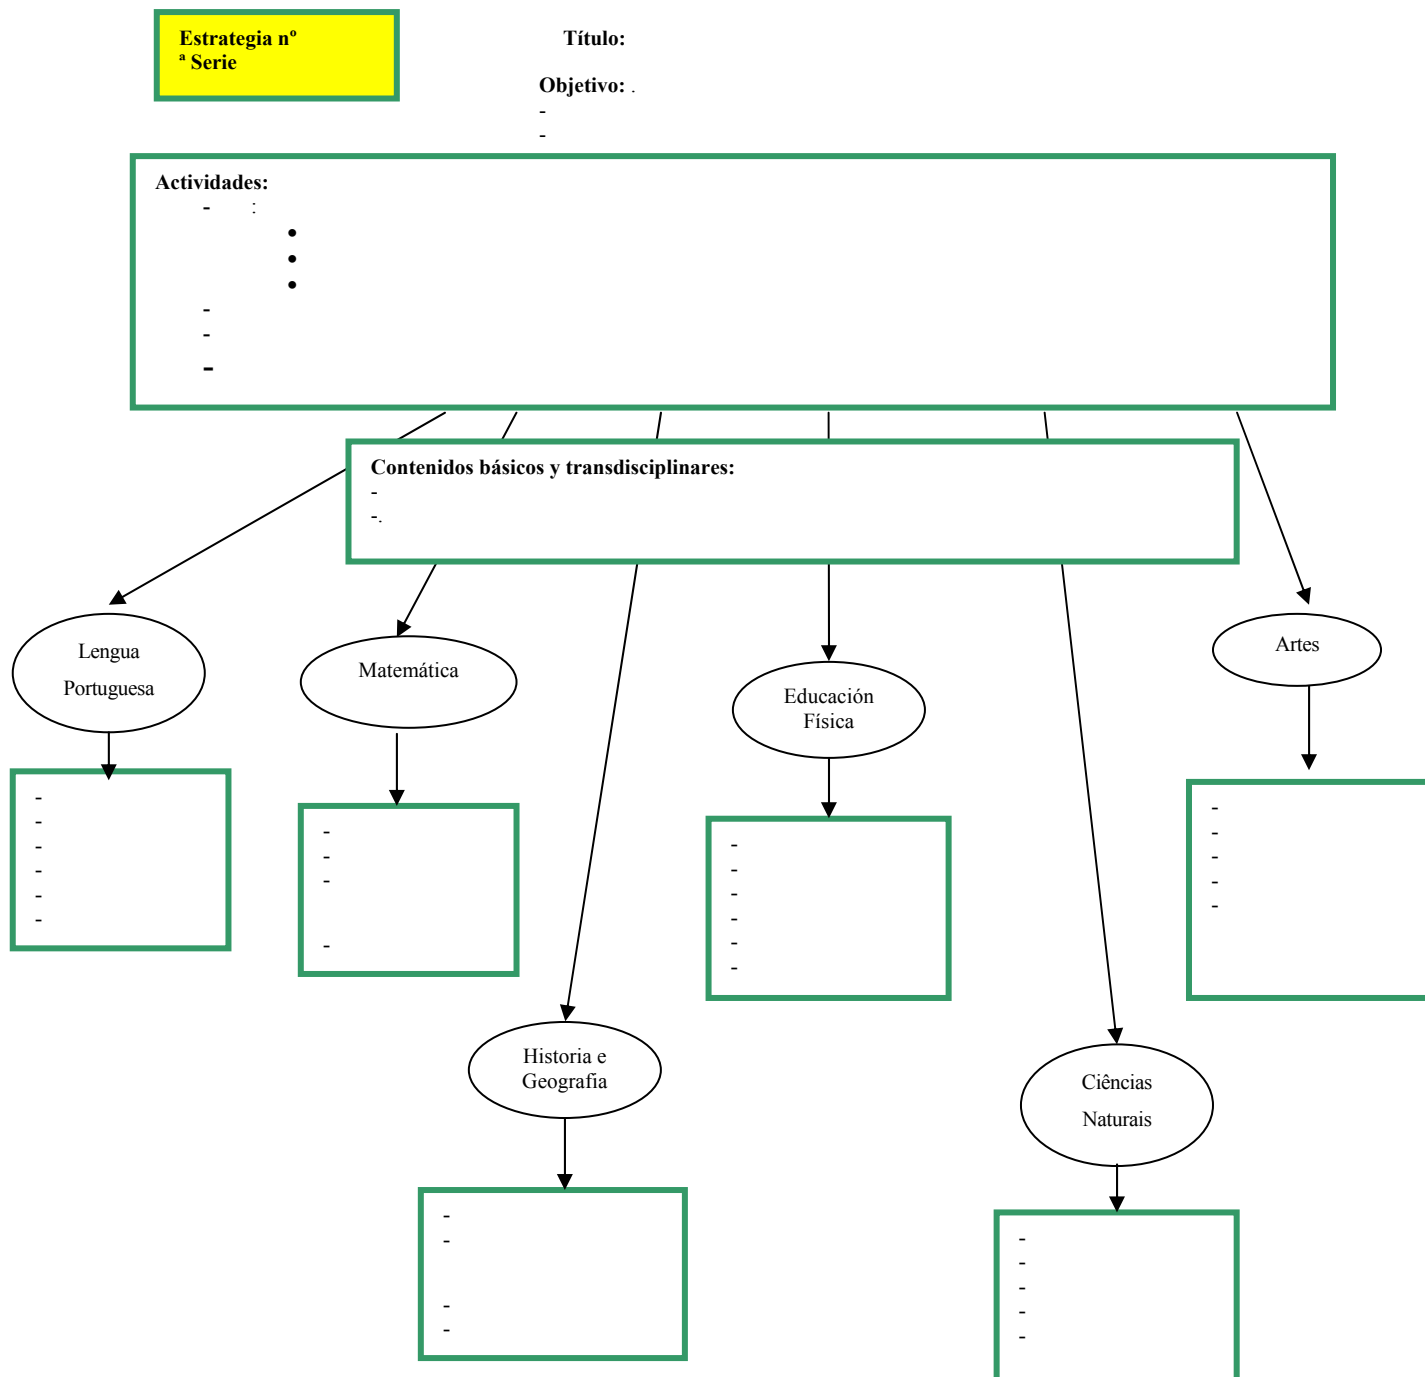 Estrategia nº
ª Serie
Título:
Objetivo: .
-
-
Actividades:
- :
•
•
•
-
-
-
Contenidos básicos y transdisciplinares:
-
-.
Lengua
Portuguesa
-
-
-
-
-
-
Matemática
-
-
-
-
Educación
Física
-
-
-
-
-
-
Artes
-
-
-
-
-
Historia e
Geografia
-
-
-
-
Ciências
Naturais
-
-
-
-
-